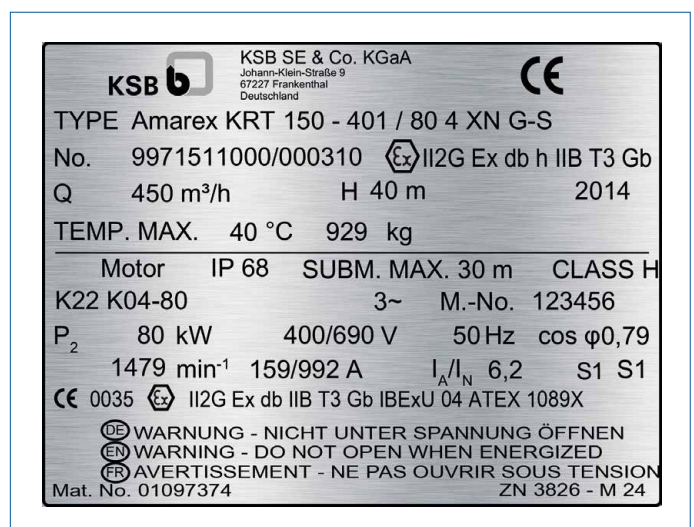 KSB b
KSB SE & Co. KGaA
Johann-Klein-Straße 9
67227 Frankenthal
Deutschland
CE
TYPE Amarex KRT 150 - 401 / 80 4 XN G-S
No. 9971511000/000310 Ex II2G Ex db h IIB T3 Gb
Q 450 m³/h H 40 m 2014
TEMP. MAX. 40 °C 929 kg
Motor IP 68 SUBM. MAX. 30 m CLASS H
K22 K04-80 3~ M.-No. 123456
P₂ 80 kW 400/690 V 50 Hz cos φ0,79
1479 min⁻¹ 159/992 A I_A/I_N 6,2 S1 S1
CE 0035 Ex II2G Ex db IIB T3 Gb IBExU 04 ATEX 1089X
DE WARNUNG - NICHT UNTER SPANNUNG ÖFFNEN
EN WARNING - DO NOT OPEN WHEN ENERGIZED
FR AVERTISSEMENT - NE PAS OUVRIR SOUS TENSION
Mat. No. 01097374 ZN 3826 - M 24